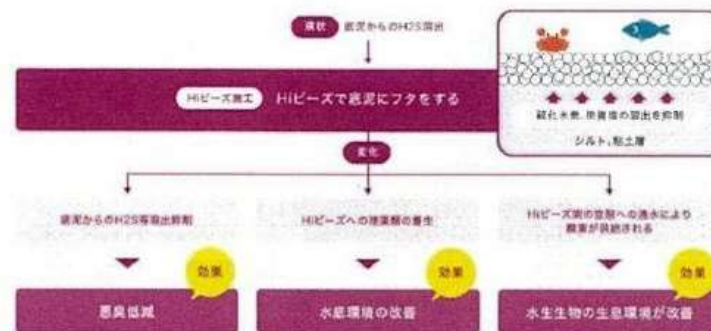 現状 底泥からのH2S溶出
Hiビーズ施工 Hiビーズで底泥にフタをする
硫化水素、栄養塩の溶出を抑制
シルト、粘土層
変化
底泥からのH2S等溶出抑制
Hiビーズへの珪藻類の着生
Hiビーズ間の空隙への通水により
酸素が供給される
効果
効果
効果
悪臭低減
水底環境の改善
水生生物の生息環境が改善